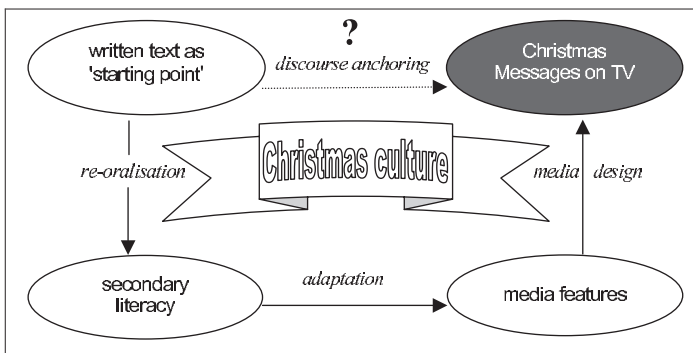 ?
written text as
'starting point'
discourse anchoring
Christmas
Messages on TV
re-oralisation
Christmas culture
media design
secondary
literacy
adaptation
media features